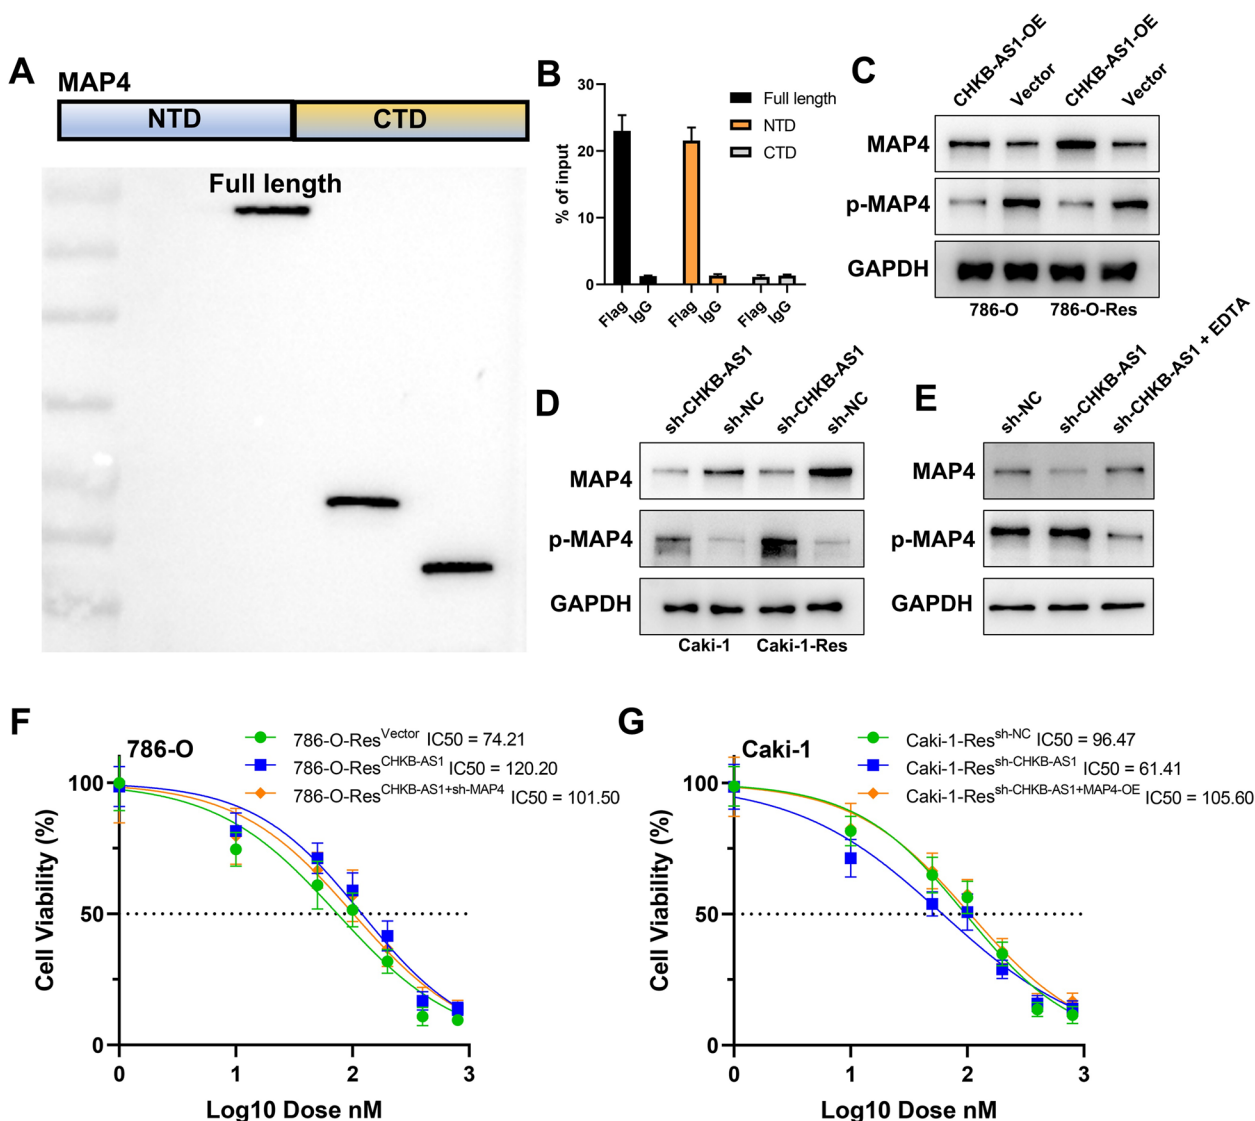 A
MAP4
NTD
CTD
Full length
B
% of input
30
20
10
0
Full length
NTD
CTD
Flag
IgG
Flag
IgG
Flag
IgG
C
CHKB-AS1-OE
Vector
CHKB-AS1-OE
Vector
MAP4
p-MAP4
GAPDH
786-O
786-O-Res
D
sh-CHKB-AS1
sh-NC
sh-CHKB-AS1
sh-NC
MAP4
p-MAP4
GAPDH
Caki-1
Caki-1-Res
E
sh-NC
sh-CHKB-AS1
sh-CHKB-AS1 + EDTA
MAP4
p-MAP4
GAPDH
F
786-O
786-O-ResVector IC50 = 74.21
786-O-ResCHKB-AS1 IC50 = 120.20
786-O-ResCHKB-AS1+sh-MAP4 IC50 = 101.50
Cell Viability (%)
100
50
0
0 1 2 3
Log10 Dose nM
G
Caki-1
Caki-1-Ressh-NC IC50 = 96.47
Caki-1-Ressh-CHKB-AS1 IC50 = 61.41
Caki-1-Ressh-CHKB-AS1+MAP4-OE IC50 = 105.60
Cell Viability (%)
100
50
0
0 1 2 3
Log10 Dose nM